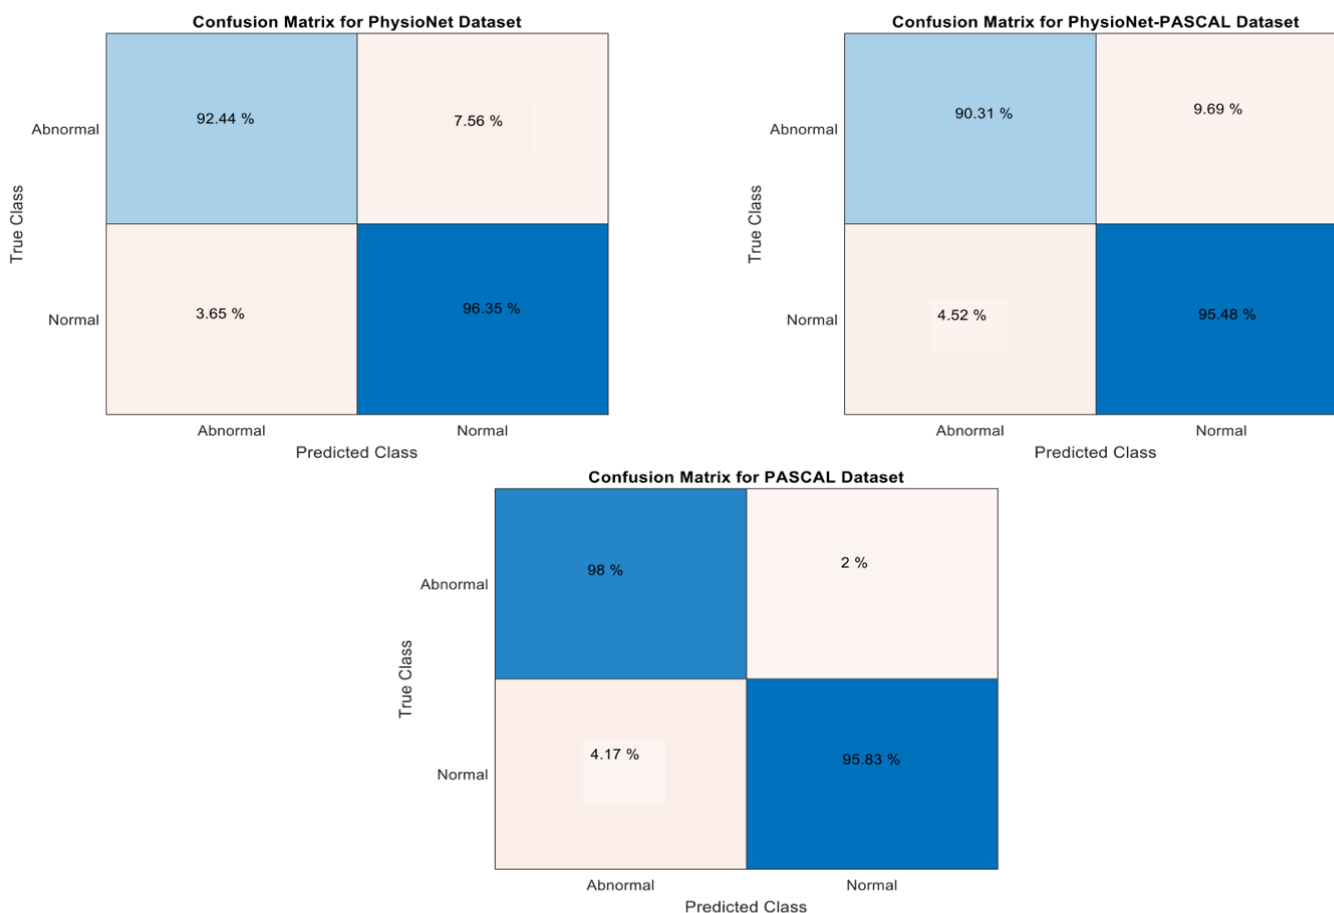 Confusion Matrix for PhysioNet Dataset
True Class
Abnormal
92.44 %
7.56 %
Normal
3.65 %
96.35 %
Abnormal
Normal
Predicted Class
Confusion Matrix for PhysioNet-PASCAL Dataset
True Class
Abnormal
90.31 %
9.69 %
Normal
4.52 %
95.48 %
Abnormal
Normal
Predicted Class
Confusion Matrix for PASCAL Dataset
True Class
Abnormal
98 %
2 %
Normal
4.17 %
95.83 %
Abnormal
Normal
Predicted Class